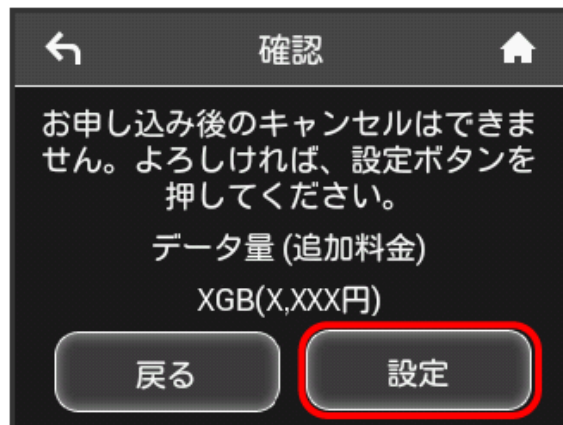 確認
お申し込み後のキャンセルはできま
せん。よろしければ、設定ボタンを
押してください。
データ量 (追加料金)
XGB(X,XXX円)
戻る
設定